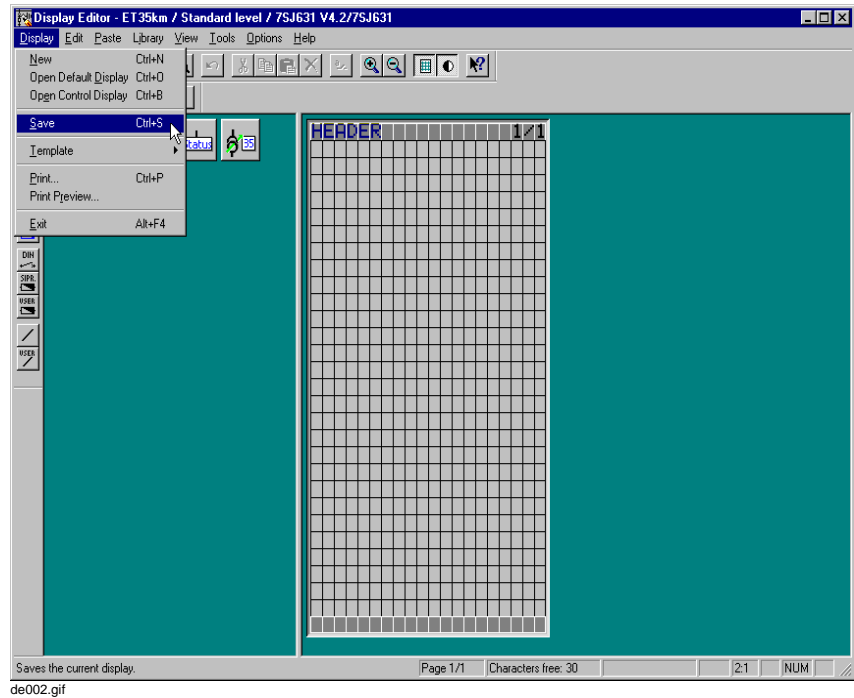 Display Editor - ET35km / Standard level / 7SJ631 V4.2/7SJ631
Display Edit Paste Library View Tools Options Help
New Ctrl+N
Open Default Display Ctrl+O
Open Control Display Ctrl+B
Save Ctrl+S
Template
Print... Ctrl+P
Print Preview...
Exit Alt+F4
Status 35
HEADER 1/1
DIN
SIPR.
USER
USER
Saves the current display. Page 1/1 Characters free: 30 2:1 NUM
de002.gif